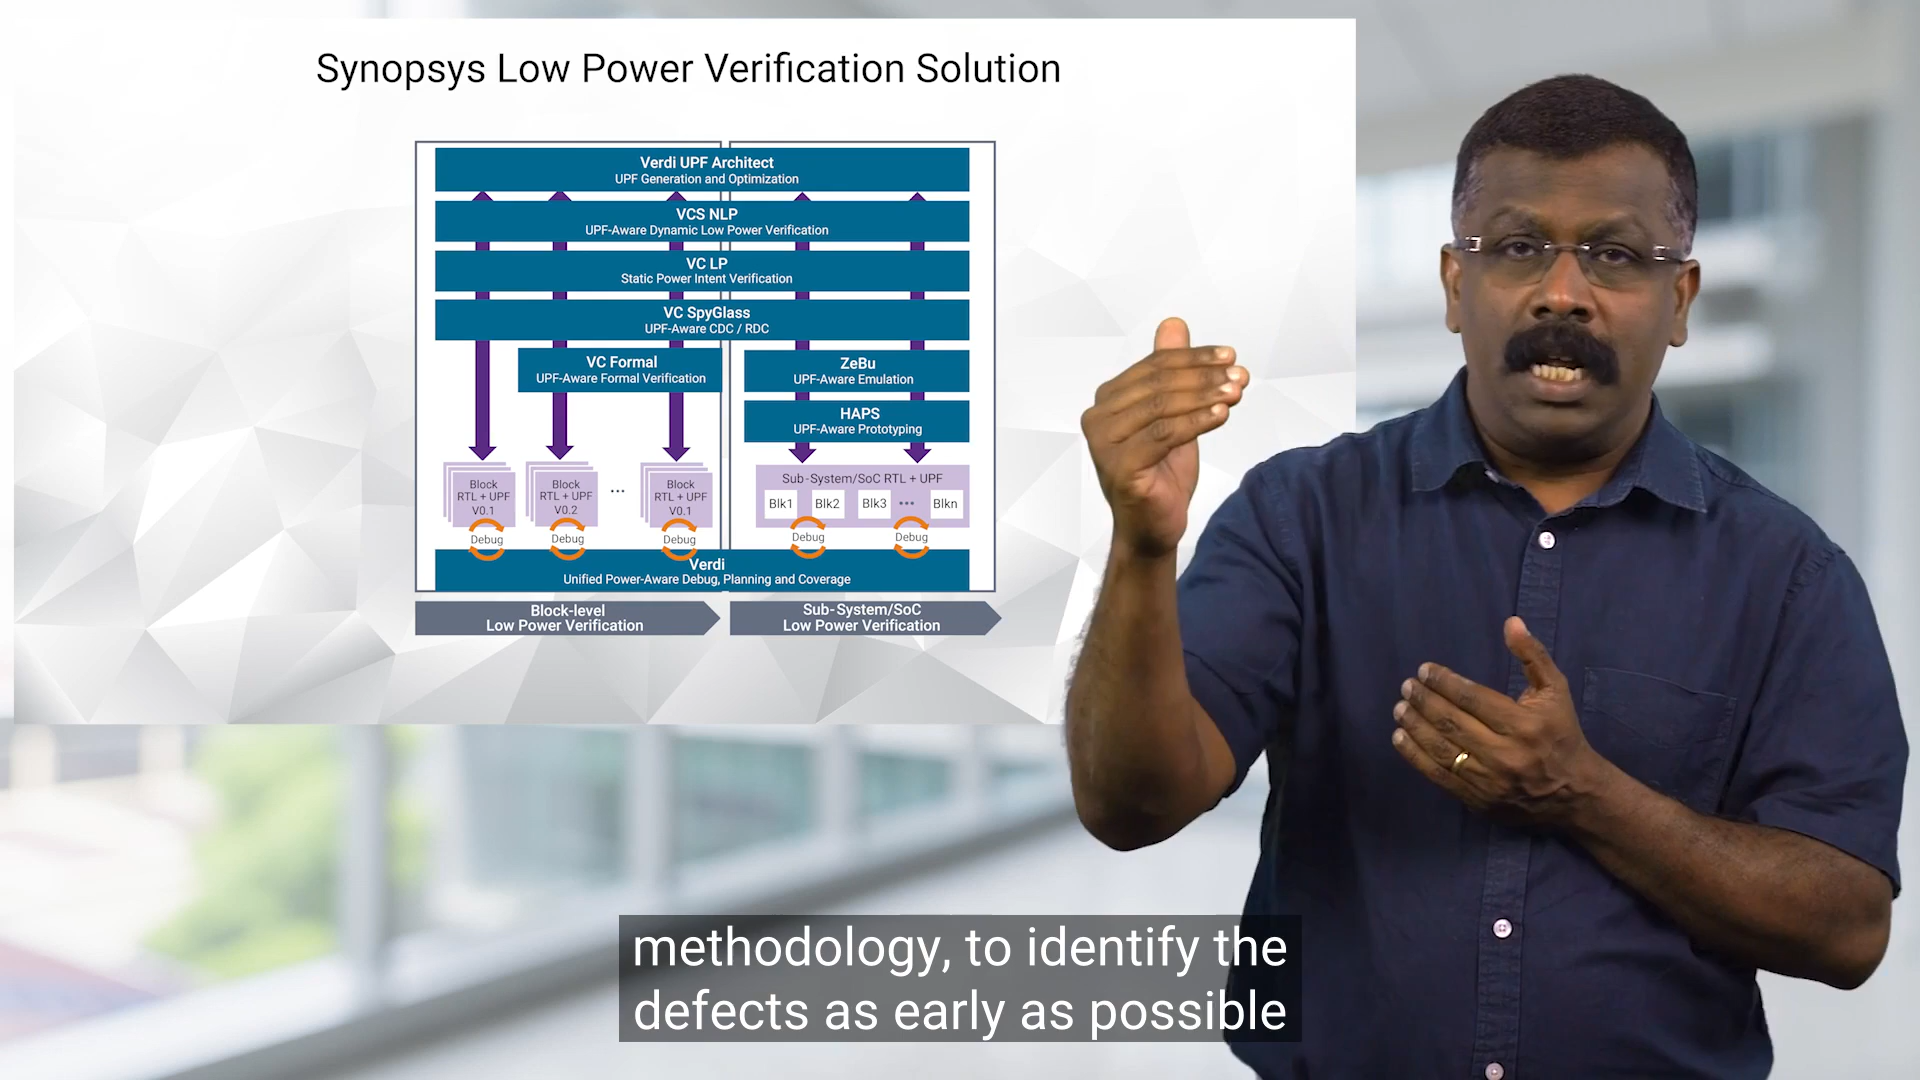 Synopsys Low Power Verification Solution
Verdi UPF Architect
UPF Generation and Optimization
VCS NLP
UPF-Aware Dynamic Low Power Verification
VC LP
Static Power Intent Verification
VC SpyGlass
UPF-Aware CDC / RDC
VC Formal
UPF-Aware Formal Verification
ZeBu
UPF-Aware Emulation
HAPS
UPF-Aware Prototyping
Block
RTL + UPF
V0.1
Block
RTL + UPF
V0.2
...
Block
RTL + UPF
V0.1
Sub-System/SoC RTL + UPF
Blk1
Blk2
Blk3
...
Blkn
Debug
Debug
Debug
Debug
Debug
Verdi
Unified Power-Aware Debug, Planning and Coverage
Block-level
Low Power Verification
Sub-System/SoC
Low Power Verification
methodology, to identify the
defects as early as possible